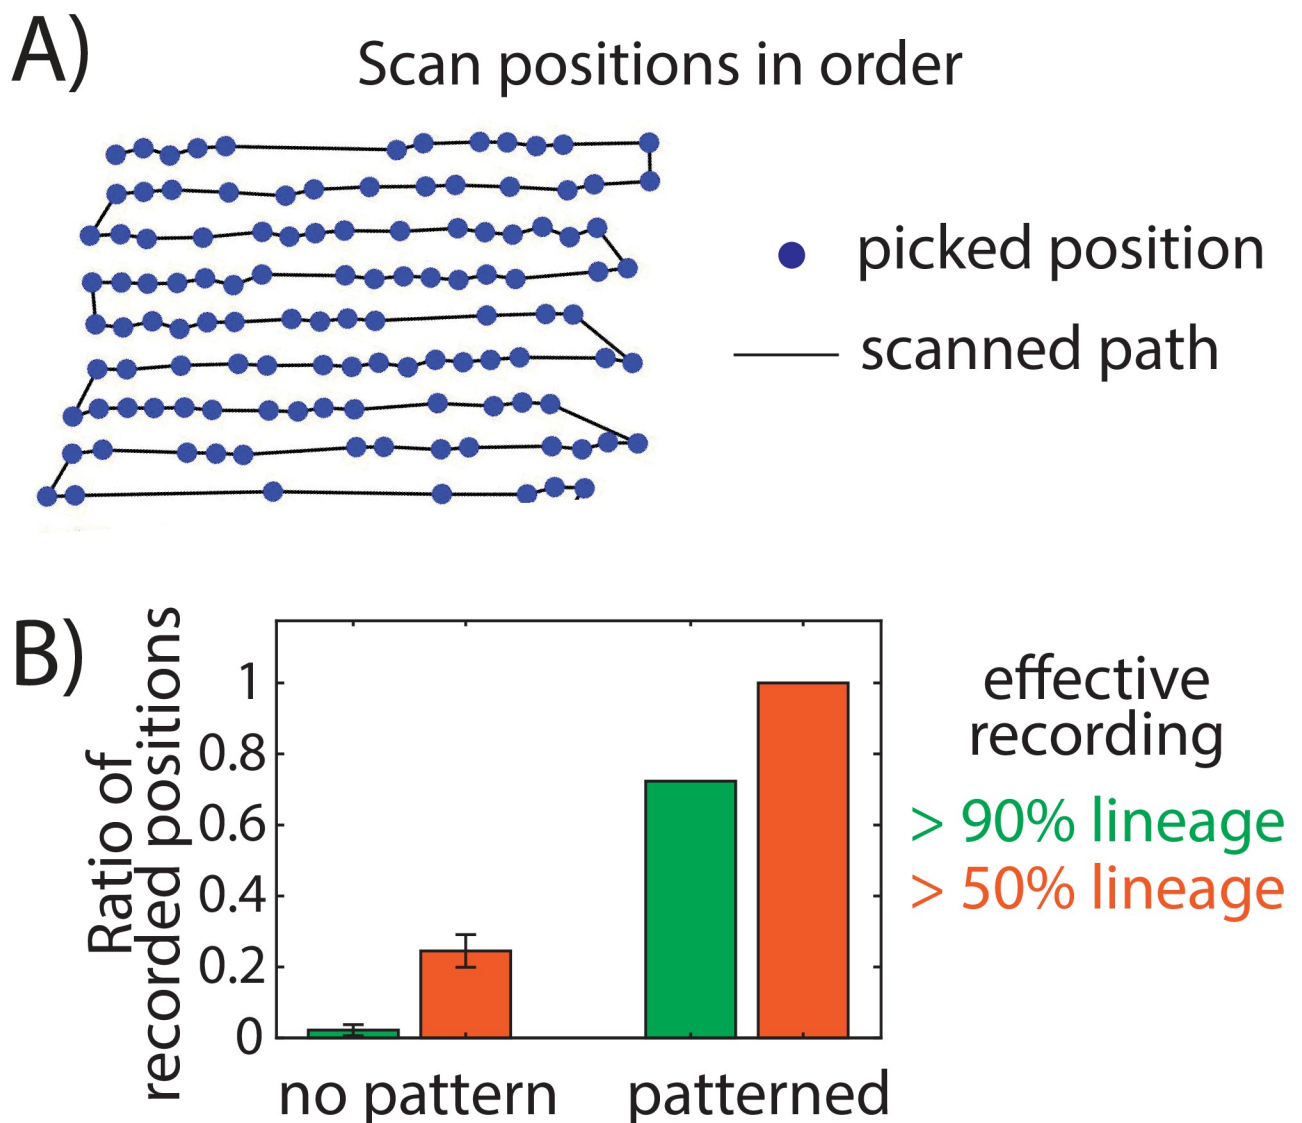 A)
Scan positions in order
picked position
scanned path
B)
Ratio of
recorded positions
1
0.8
0.6
0.4
0.2
0
no pattern
patterned
effective
recording
> 90% lineage
> 50% lineage